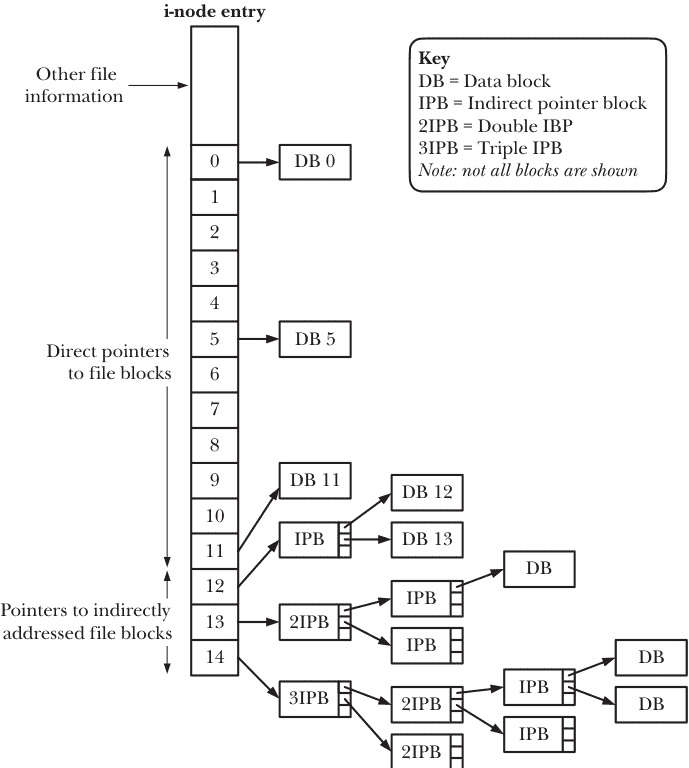 i-node entry
Other file
information
Key
DB = Data block
IPB = Indirect pointer block
2IPB = Double IBP
3IPB = Triple IPB
Note: not all blocks are shown
0
DB 0
1
2
3
4
5
DB 5
Direct pointers
to file blocks
6
7
8
9
DB 11
10
DB 12
11
IPB
DB 13
12
DB
Pointers to indirectly
addressed file blocks
13
2IPB
IPB
IPB
14
DB
3IPB
2IPB
IPB
DB
2IPB
IPB